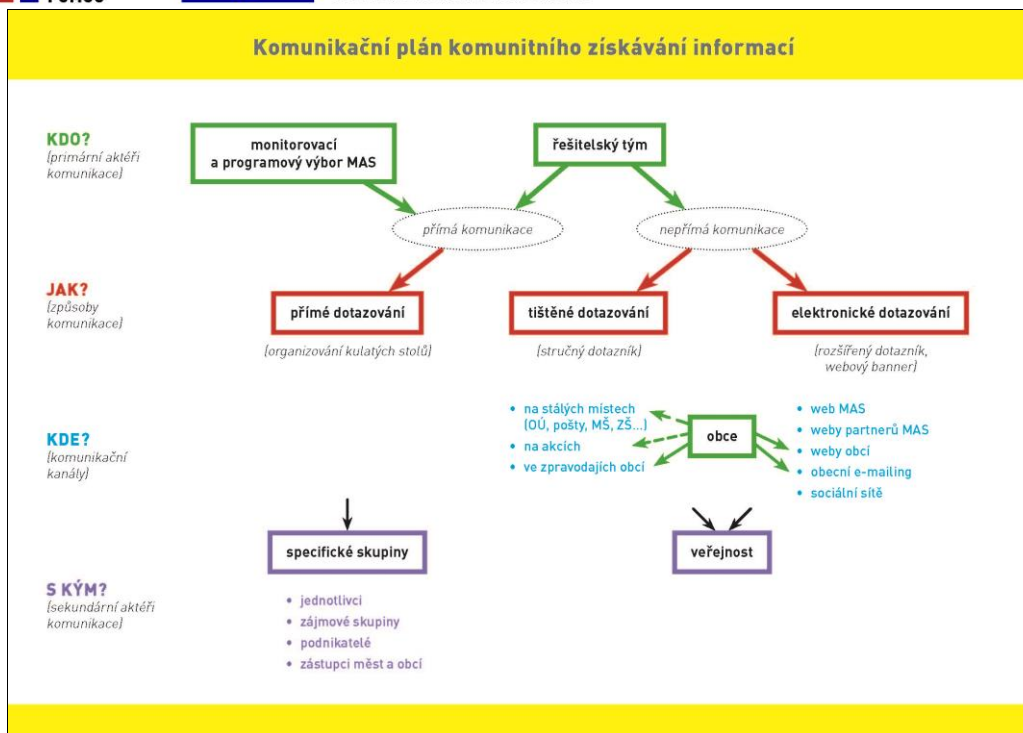 Komunikační plán komunitního získávání informací
KDO?
(primární aktéři
komunikace)
monitorovací
a programový výbor MAS
řešitelský tým
přímá komunikace
nepřímá komunikace
JAK?
(způsoby
komunikace)
přímé dotazování
tištěné dotazování
elektronické dotazování
(organizování kulatých stolů)
(stručný dotazník)
(rozšířený dotazník,
webový banner)
KDE?
(komunikační
kanály)
• na stálých místech
(OÚ, pošty, MŠ, ZŠ...)
• na akcích
• ve zpravodajích obcí
obce
• web MAS
• weby partnerů MAS
• weby obcí
• obecní e-mailing
• sociální sítě
specifické skupiny
veřejnost
S KÝM?
(sekundární aktéři
komunikace)
• jednotlivci
• zájmové skupiny
• podnikatelé
• zástupci měst a obcí